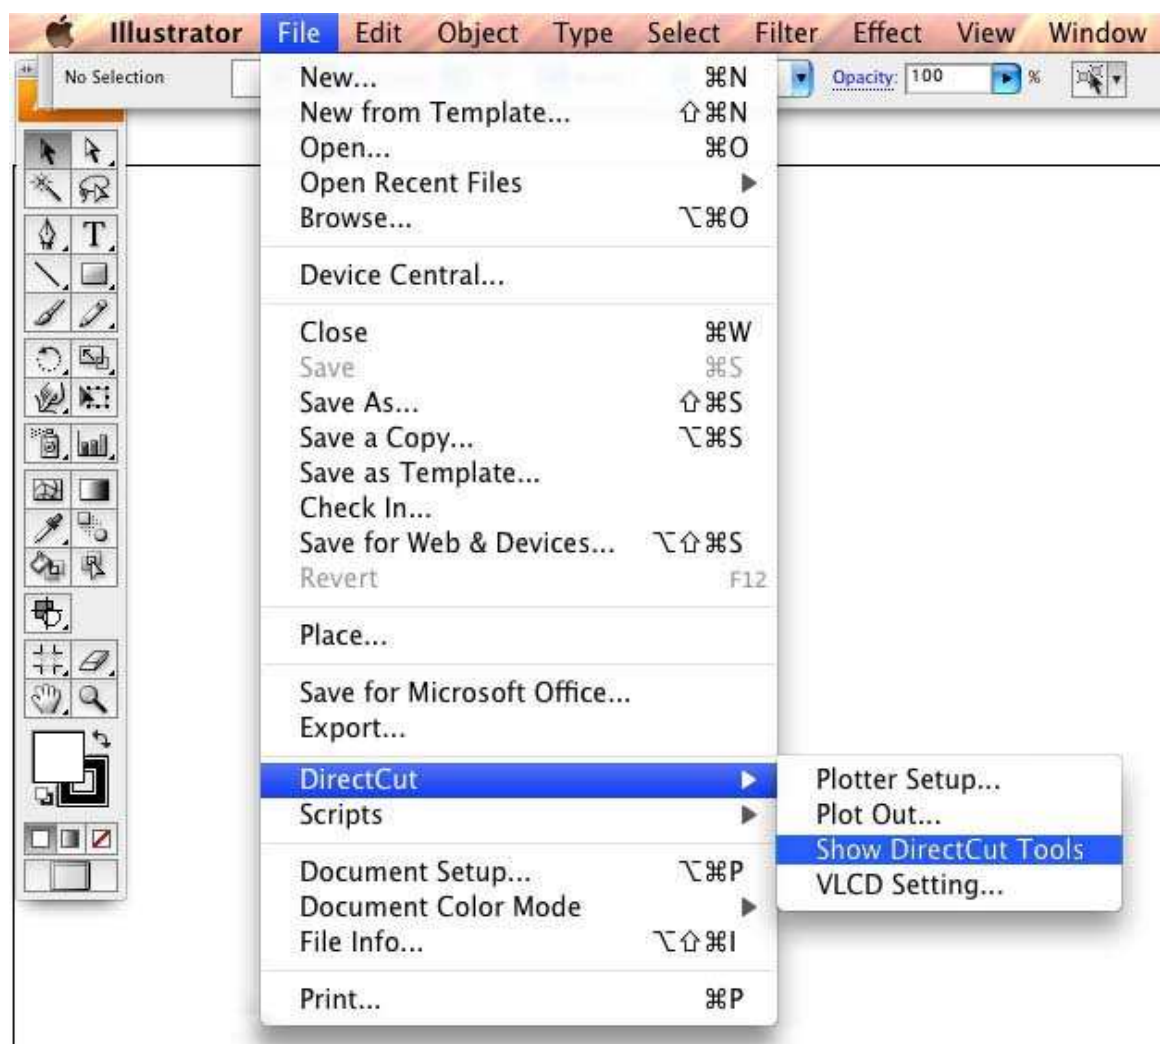 Illustrator File Edit Object Type Select Filter Effect View Window
No Selection Opacity: 100 %
New... ⌘N
New from Template... ⇧⌘N
Open... ⌘O
Open Recent Files
Browse... ⌥⌘O
Device Central...
Close ⌘W
Save ⌘S
Save As... ⇧⌘S
Save a Copy... ⌥⌘S
Save as Template...
Check In...
Save for Web & Devices... ⌥⇧⌘S
Revert F12
Place...
Save for Microsoft Office...
Export...
DirectCut
Scripts
Document Setup... ⌥⌘P
Document Color Mode
File Info... ⌥⇧⌘I
Print... ⌘P
Plotter Setup...
Plot Out...
Show DirectCut Tools
VLCD Setting...